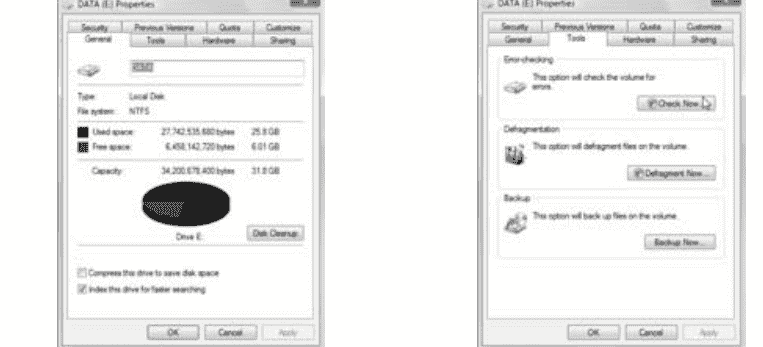 DATA (E:) Properties
Security Previous Versions Quota Customize
General Tools Hardware Sharing
Type: Local Disk
File system: NTFS
Used space: 27,742,535,680 bytes 25.8 GB
Free space: 6,458,142,720 bytes 6.01 GB
Capacity: 34,200,678,400 bytes 31.8 GB
Drive E:
Disk Cleanup
Compress this drive to save disk space
Index this drive for faster searching
OK Cancel Apply
DATA (E:) Properties
Security Previous Versions Quota Customize
General Tools Hardware Sharing
Error-checking
This option will check the volume for
errors.
Check Now...
Defragmentation
This option will defragment files on the volume.
Defragment Now...
Backup
This option will back up files on the volume.
Backup Now...
OK Cancel Apply